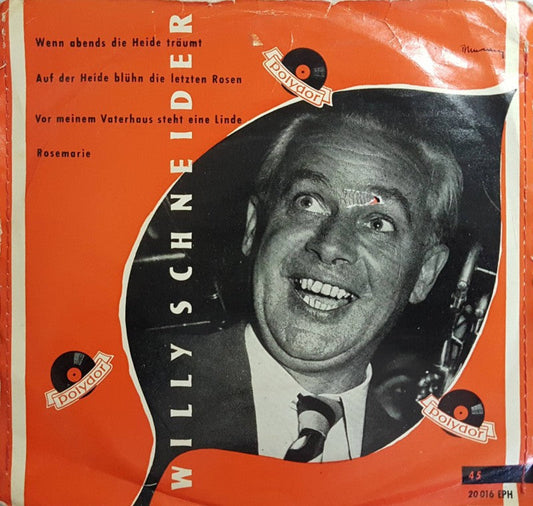 Wenn abends die Heide träumt
Auf der Heide blühn die letzten Rosen
Vor meinem Vaterhaus steht eine Linde
Rosemarie
WILLY SCHNEIDER
polydor
polydor
polydor
45
20 016 EPH